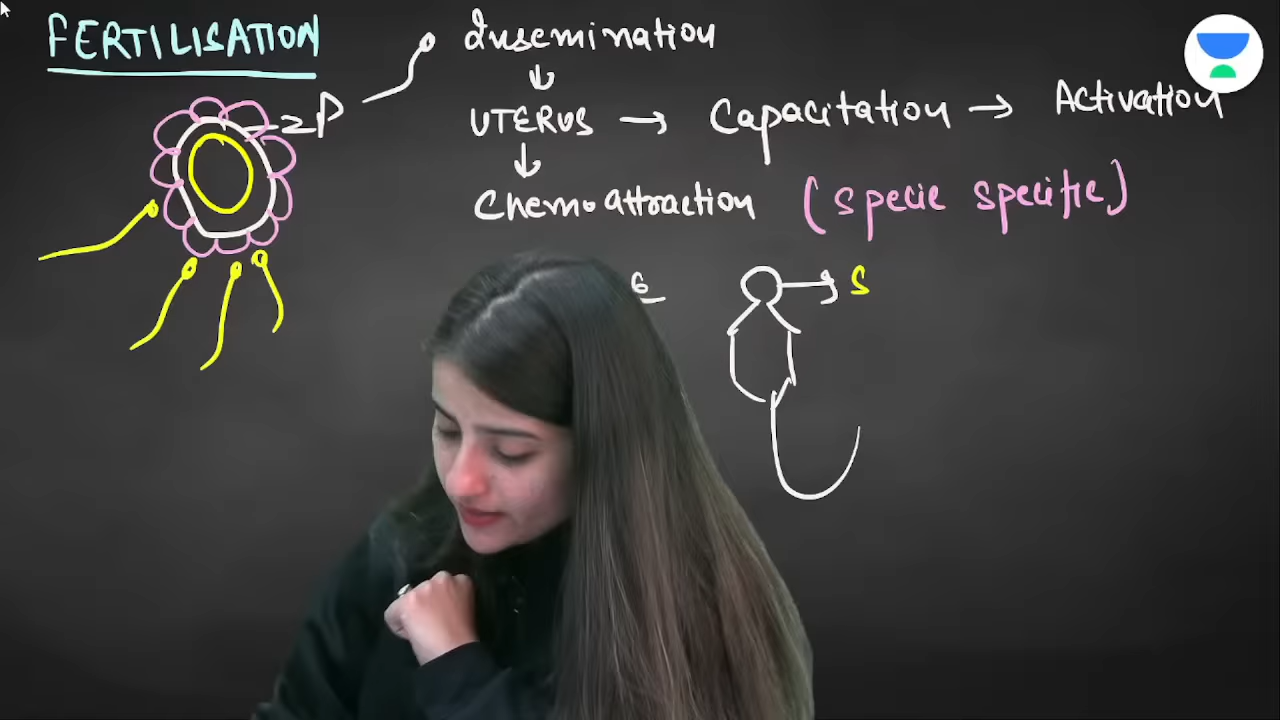 FERTILISATION
Insemination
↓
UTERUS → Capacitation → Activation
ZP
↓
Chemoattraction (specie specific)
S